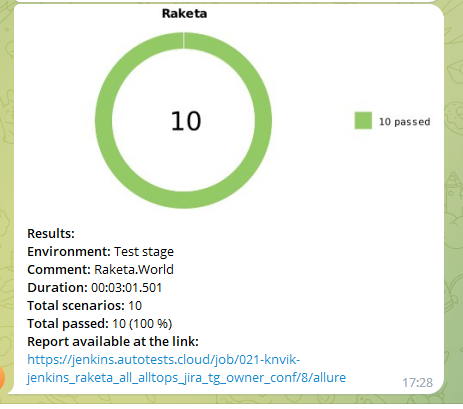 Raketa
10
10 passed
Results:
Environment: Test stage
Comment: Raketa.World
Duration: 00:03:01.501
Total scenarios: 10
Total passed: 10 (100 %)
Report available at the link:
https://jenkins.autotests.cloud/job/021-knvik-
jenkins_raketa_all_alltops_jira_tg_owner_conf/8/allure
17:28